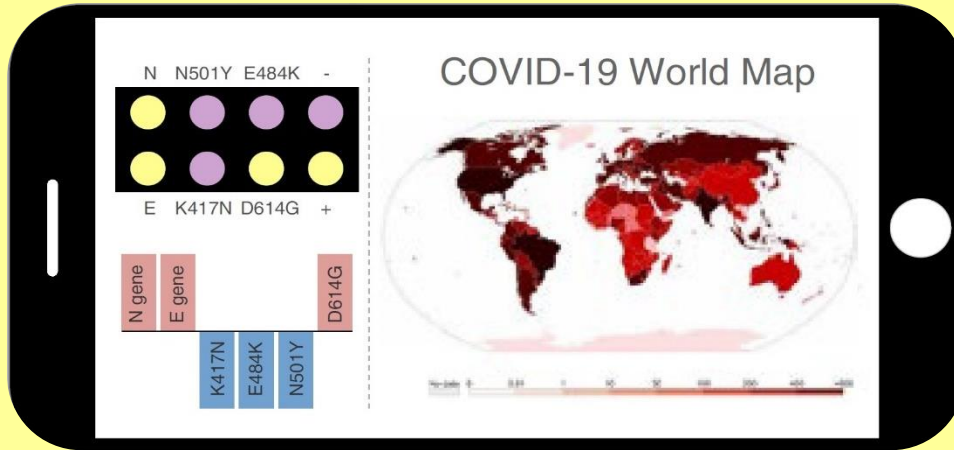 N N501Y E484K -
E K417N D614G +
N gene
E gene
K417N
E484K
N501Y
D614G
COVID-19 World Map